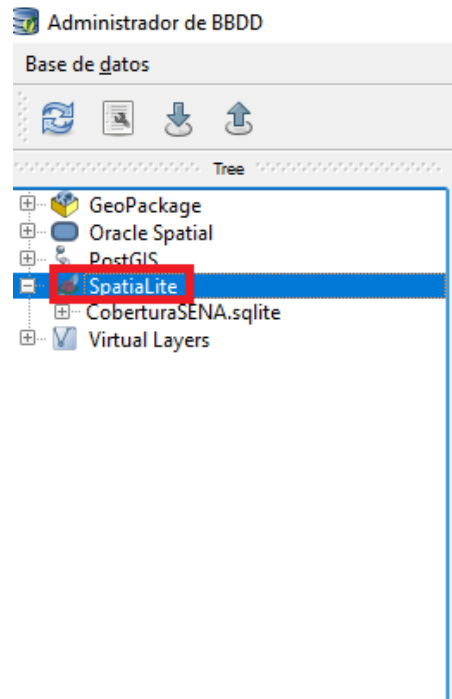 Administrador de BBDD
Base de datos
Tree
GeoPackage
Oracle Spatial
PostGIS
SpatiaLite
CoberturaSENA.sqlite
Virtual Layers